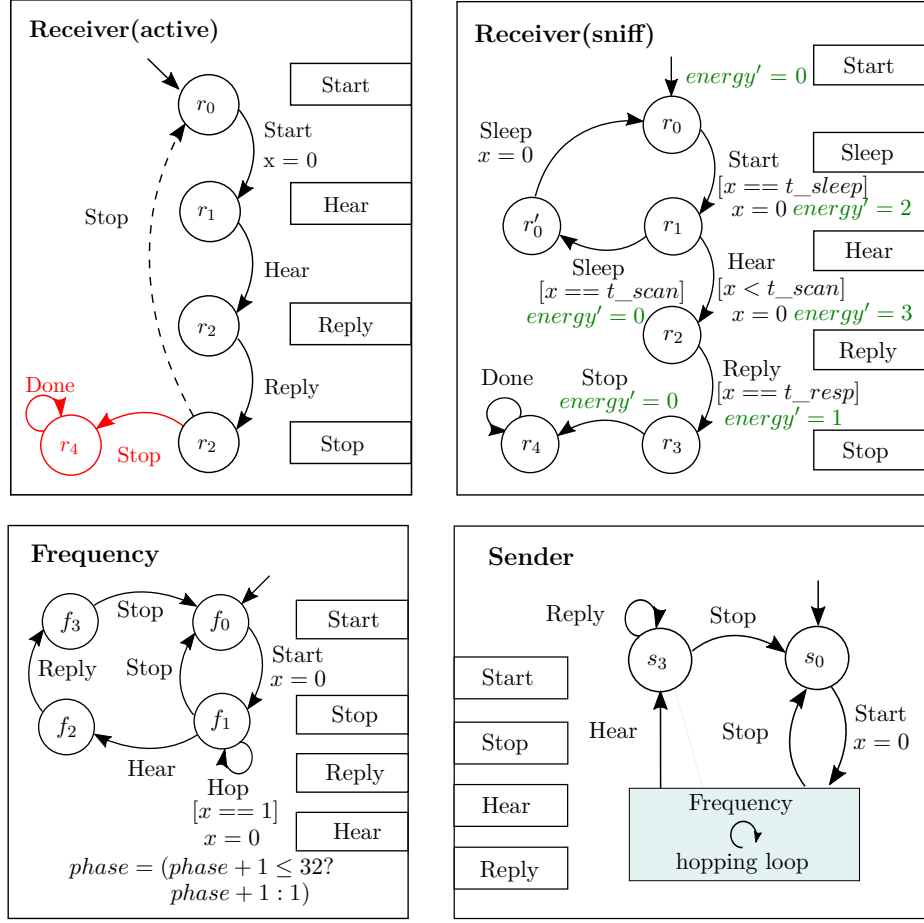 Receiver(active)
r0
Start
Start
x = 0
r1
Hear
Stop
Hear
r2
Reply
Reply
Done
r4
Stop
r2
Stop
Receiver(sniff)
energy′ = 0
Start
r0
Sleep
x = 0
Start
Sleep
[x == t_sleep]
x = 0 energy′ = 2
r′0
r1
Hear
Sleep
Hear
[x == t_scan]
[x < t_scan]
energy′ = 0
x = 0 energy′ = 3
r2
Reply
Reply
Done
Stop
[x == t_resp]
energy′ = 0
energy′ = 1
r4
r3
Stop
Frequency
f3
Stop
f0
Start
Start
x = 0
Reply
Stop
f2
f1
Stop
Hear
Reply
Hop
[x == 1]
x = 0
Hear
phase = (phase + 1 ≤ 32?
phase + 1 : 1)
Sender
Reply
Stop
s3
s0
Start
Hear
Stop
Start
x = 0
Stop
Hear
Frequency
hopping loop
Reply